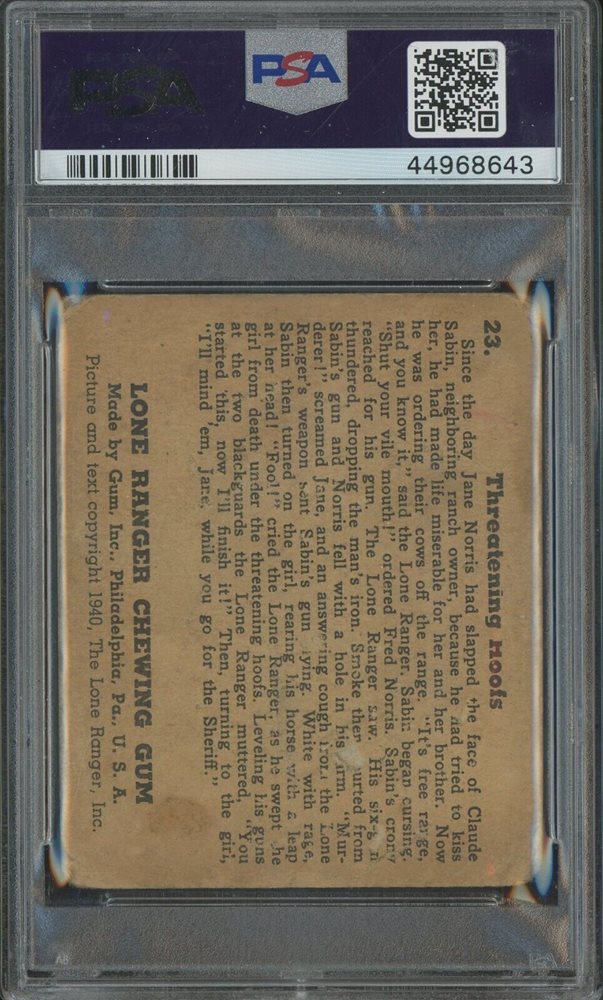 PSA
PSA
44968643
23. Threatening Hoofs
Since the day Jane Norris had slapped the face of Claude
Sabin, neighboring ranch owner, because he had tried to kiss
her, he had made life miserable for her and her brother. Now
he was ordering their cows off the range. "It's free range,
and you know it," said the Lone Ranger. Sabin began cursing.
"Shut your vile mouth!" ordered Fred Norris. Sabin's crony
reached for his gun. The Lone Ranger saw. His six-gun
thundered, dropping the man's iron. Smoke then spurted from
Sabin's gun and Norris fell with a hole in his arm. "Mur-
derer!" screamed Jane, and an answering cough from the Lone
Ranger's weapon sent Sabin's gun flying. White with rage,
Sabin then turned on the girl, rearing his horse with a leap
at her head! "Fool!" cried the Lone Ranger, as he swept the
girl from death under the threatening hoofs. Leveling his guns
at the two blackguards the Lone Ranger muttered, "You
started this, now I'll finish it!" Then, turning to the girl,
"I'll mind 'em, Jane, while you go for the Sheriff."
LONE RANGER CHEWING GUM
Made by Gum, Inc., Philadelphia, Pa., U. S. A.
Picture and text copyright 1940, The Lone Ranger, Inc.